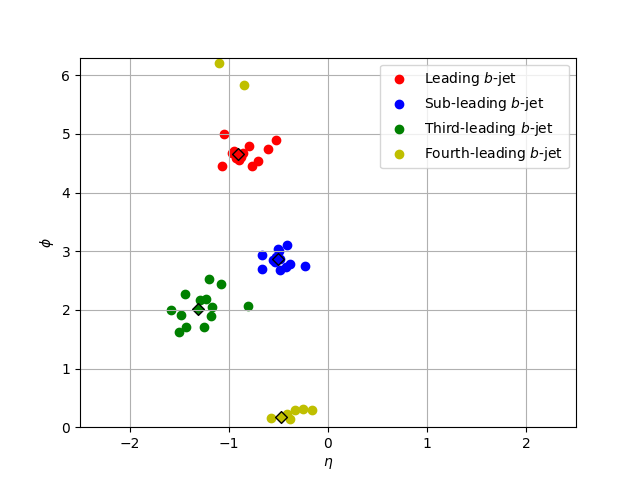 Leading b-jet
Sub-leading b-jet
Third-leading b-jet
Fourth-leading b-jet
6
5
4
3
2
1
0
ϕ
−2
−1
0
1
2
η